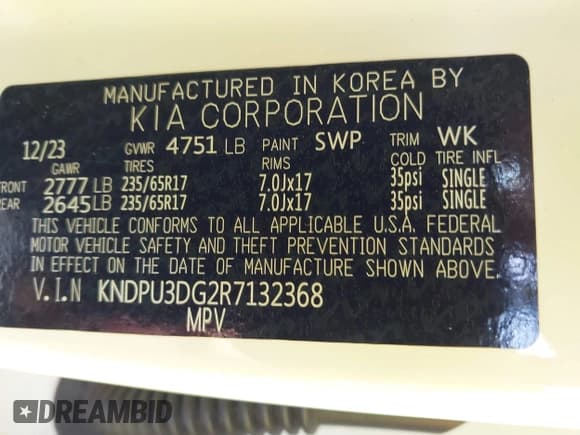 MANUFACTURED IN KOREA BY
KIA CORPORATION
12/23 GVWR 4751 LB PAINT SWP TRIM WK
GAWR TIRES RIMS COLD TIRE INFL
FRONT 2777 LB 235/65R17 7.0Jx17 35psi SINGLE
REAR 2645 LB 235/65R17 7.0Jx17 35psi SINGLE
THIS VEHICLE CONFORMS TO ALL APPLICABLE U.S.A. FEDERAL
MOTOR VEHICLE SAFETY AND THEFT PREVENTION STANDARDS
IN EFFECT ON THE DATE OF MANUFACTURE SHOWN ABOVE.
V.I.N KNDPU3DG2R7132368
MPV
DREAMBID